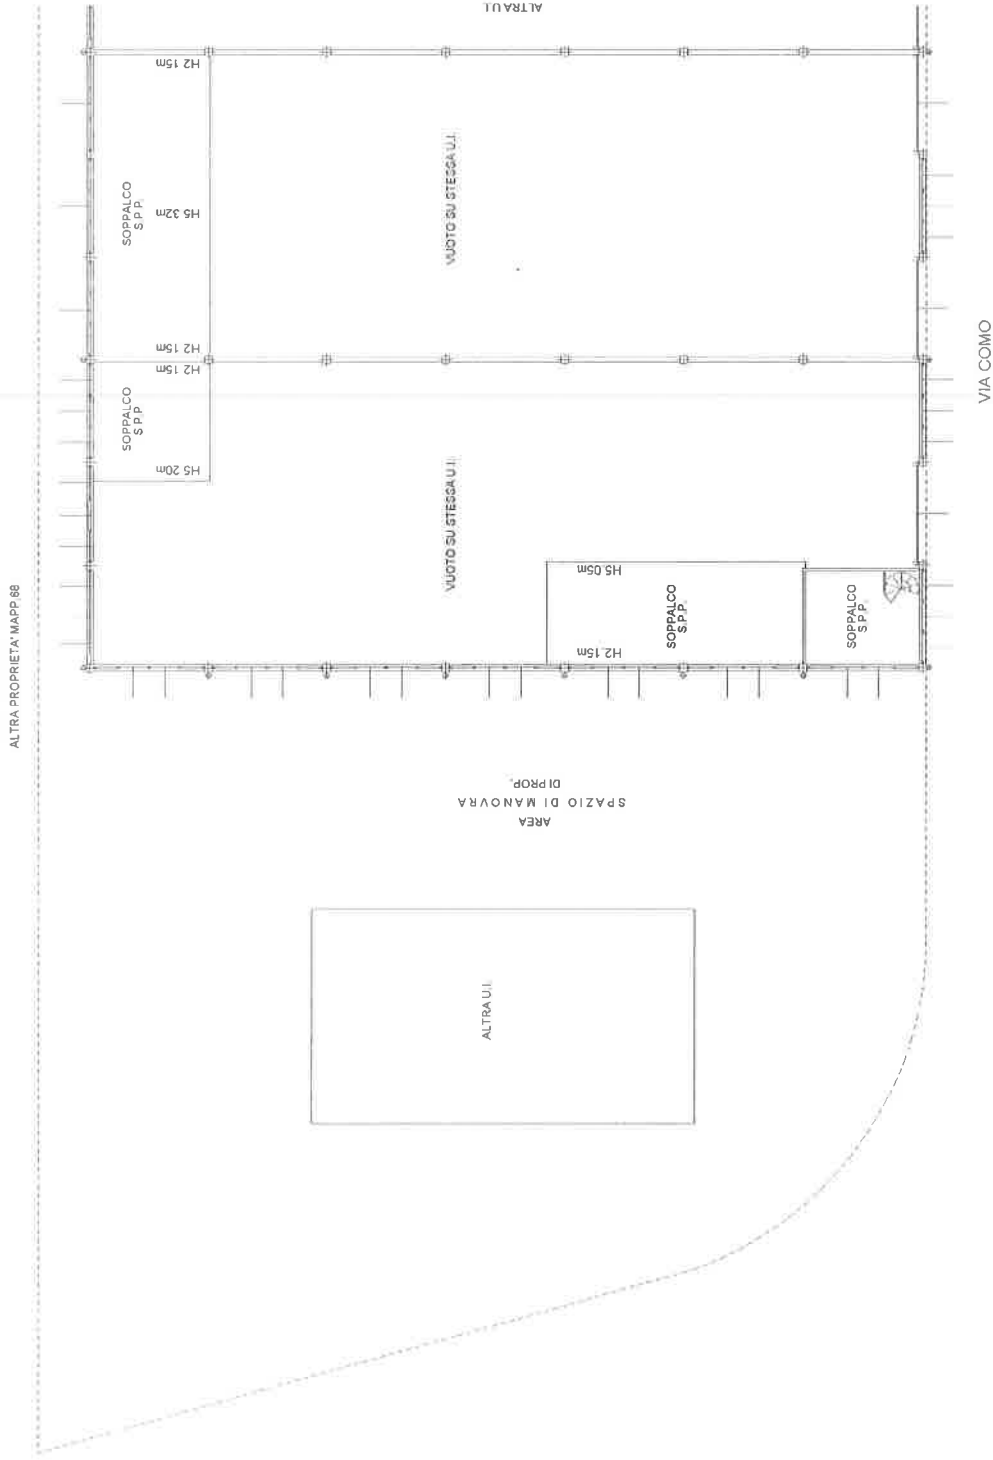 ALTRA U.I.
H2 15m
SOPPALCO
S.P.P.
H5.32m
VUOTO SU STESSA U.I.
H2 15m
H2 15m
SOPPALCO
S.P.P
H5 20m
VUOTO SU STESSA U.I.
H5.05m
SOPPALCO
S.P.P.
H2.15m
SOPPALCO
S.P.P.
VIA COMO
ALTRA PROPRIETA' MAPP.68
AREA
SPAZIO DI MANOVRA
DI PROP.
ALTRA U.I.